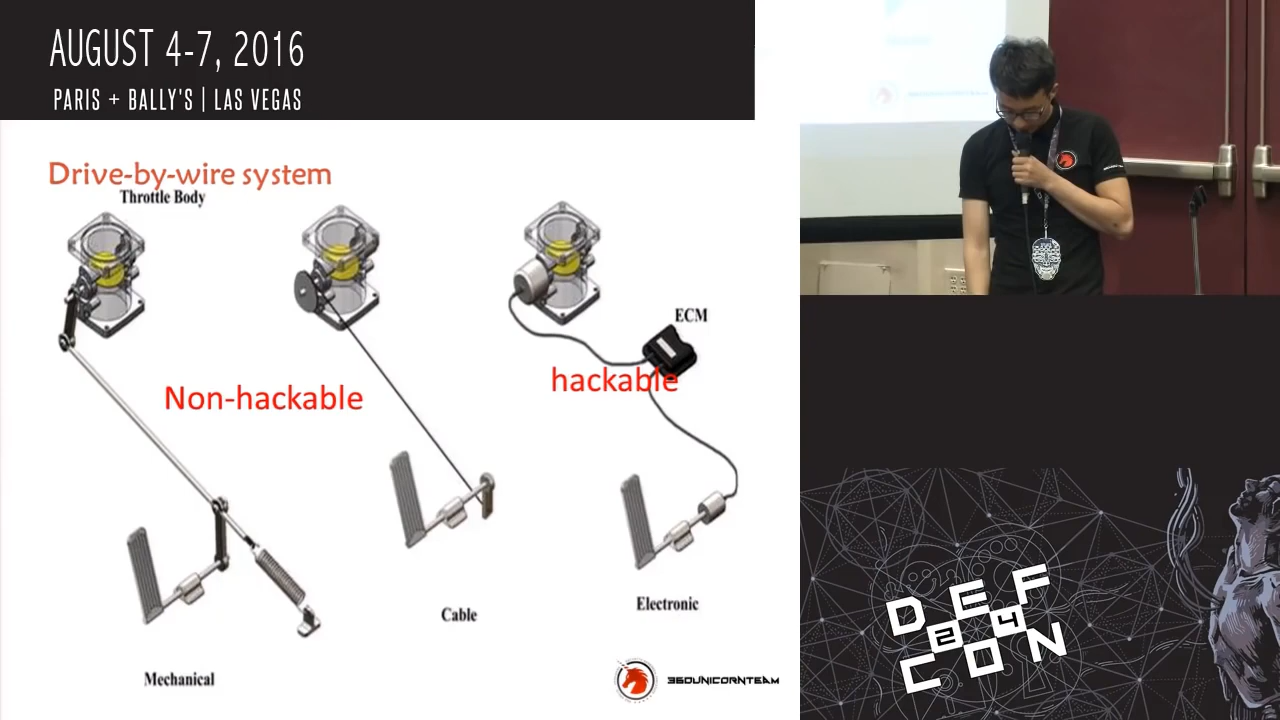 AUGUST 4-7, 2016
PARIS + BALLY'S | LAS VEGAS
Drive-by-wire system
Throttle Body
ECM
hackable
Non-hackable
Cable
Electronic
Mechanical
360UNICORNTEAM
DEF
24
CON